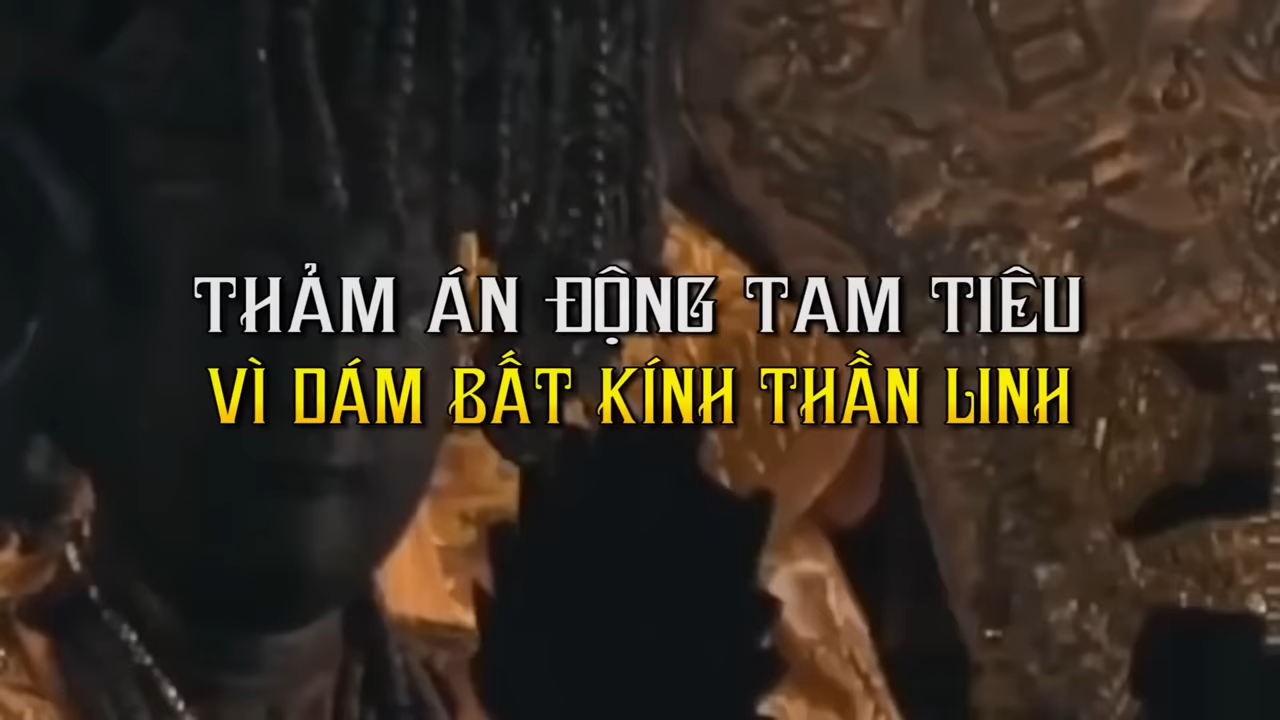 THẢM ÁN ĐỘNG TAM TIÊU
VÌ DÁM BẤT KÍNH THẦN LINH